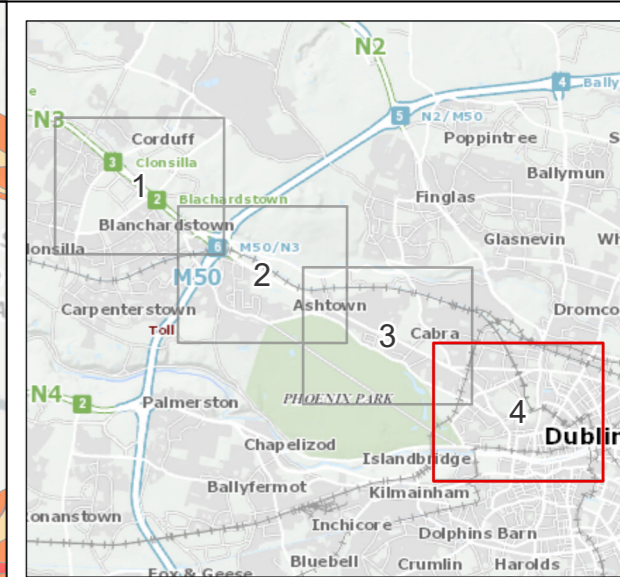 N2
4
Bally
e
N3
5
N2/M50
Corduff
Poppintree
S
3
Clonsilla
Ballymun
1
2
Blachardstown
Finglas
Blanchardstown
Glasnevin
Wh
lonsilla
6
M50/N3
M50
2
Carpenterstown
Ashtown
Dromco
Toll
3
Cabra
N4
2
Palmerston
PHOENIX PARK
4
Dublin
Chapelizod
Islandbridge
Ballyfermot
Kilmainham
onanstown
Inchicore
Dolphins Barn
Bluebell
Crumlin
Harolds
Fox & Geese